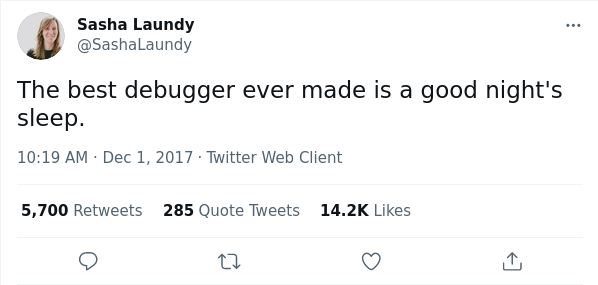 Sasha Laundy
@SashaLaundy
The best debugger ever made is a good night's
sleep.
10:19 AM · Dec 1, 2017 · Twitter Web Client
5,700 Retweets 285 Quote Tweets 14.2K Likes